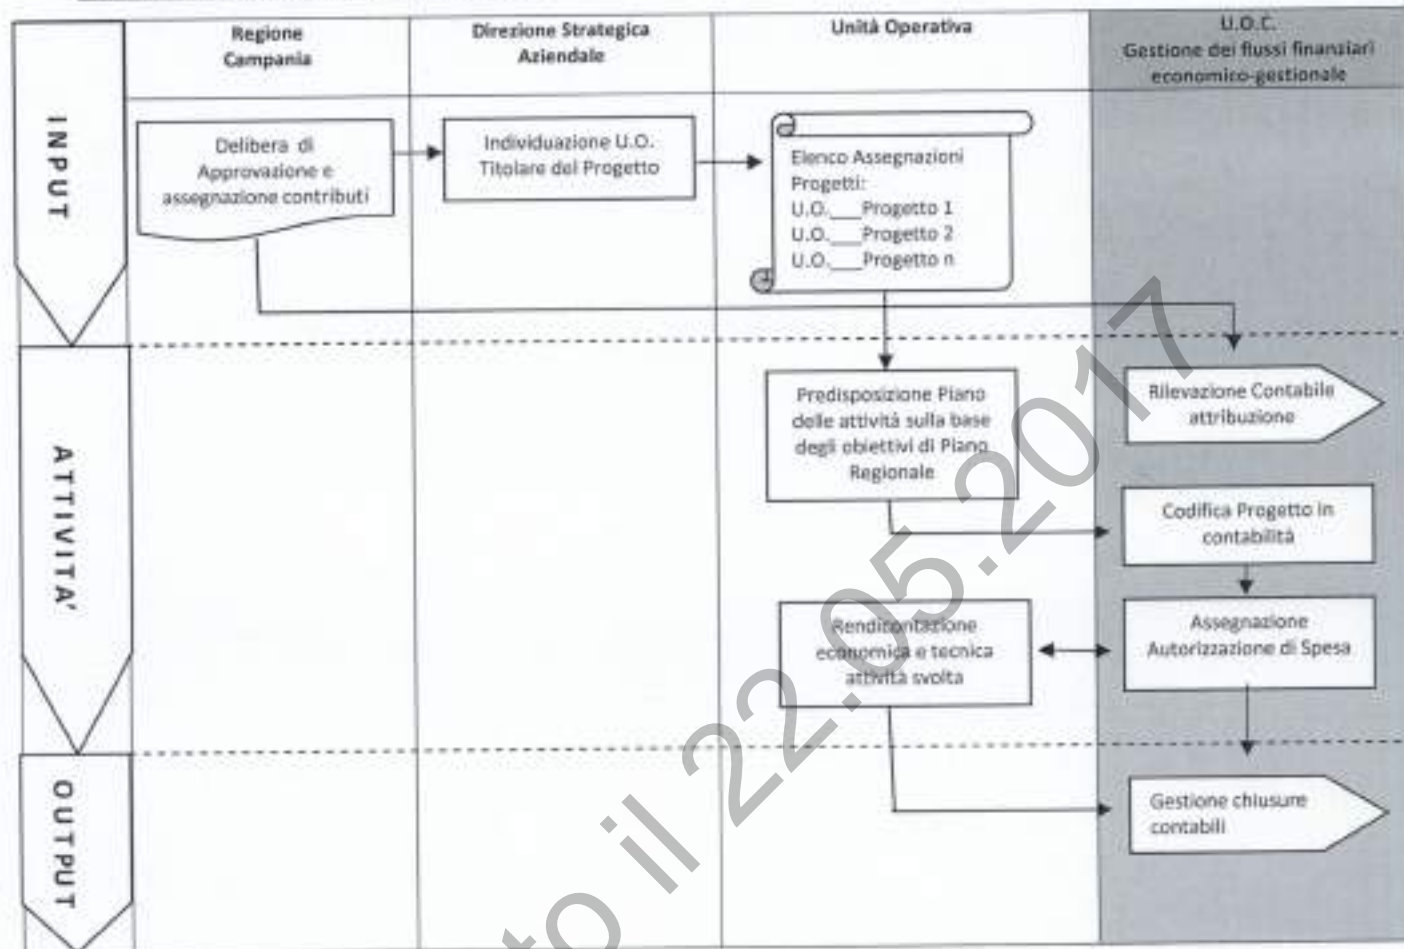 Regione
Campania
Direzione Strategica
Aziendale
Unità Operativa
U.O.C.
Gestione dei flussi finanziari
economico-gestionale
INPUT
Delibera di
Approvazione e
assegnazione contributi
Individuazione U.O.
Titolare del Progetto
Elenco Assegnazioni
Progetti:
U.O.___Progetto 1
U.O.___Progetto 2
U.O.___Progetto n
ATTIVITA'
Predisposizione Piano
delle attività sulla base
degli obiettivi di Piano
Regionale
Rilevazione Contabile
attribuzione
Codifica Progetto in
contabilità
Rendicontazione
economica e tecnica
attività svolta
Assegnazione
Autorizzazione di Spesa
OUTPUT
Gestione chiusure
contabili
to il 22.05.2017